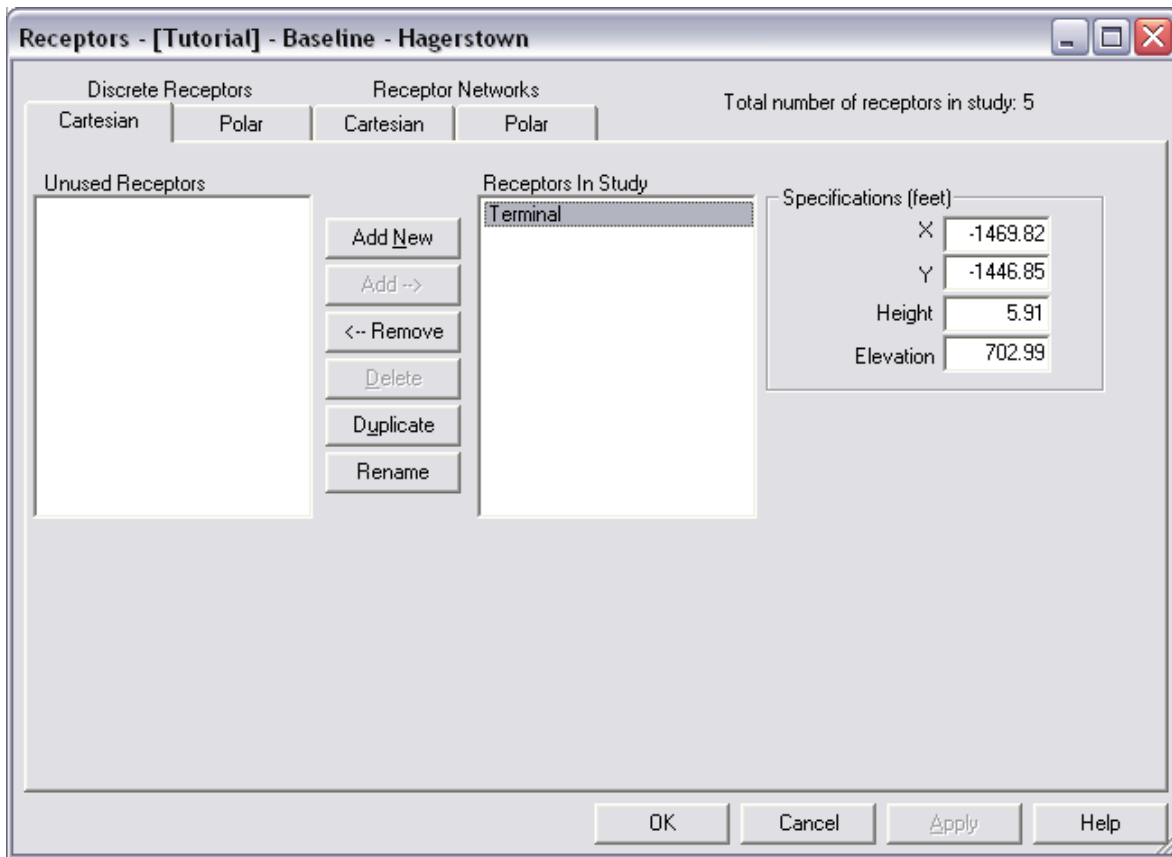 Receptors - [Tutorial] - Baseline - Hagerstown
Discrete Receptors
Receptor Networks
Total number of receptors in study: 5
Cartesian
Polar
Cartesian
Polar
Unused Receptors
Add New
Add -->
<-- Remove
Delete
Duplicate
Rename
Receptors In Study
Terminal
Specifications (feet)
X -1469.82
Y -1446.85
Height 5.91
Elevation 702.99
OK
Cancel
Apply
Help